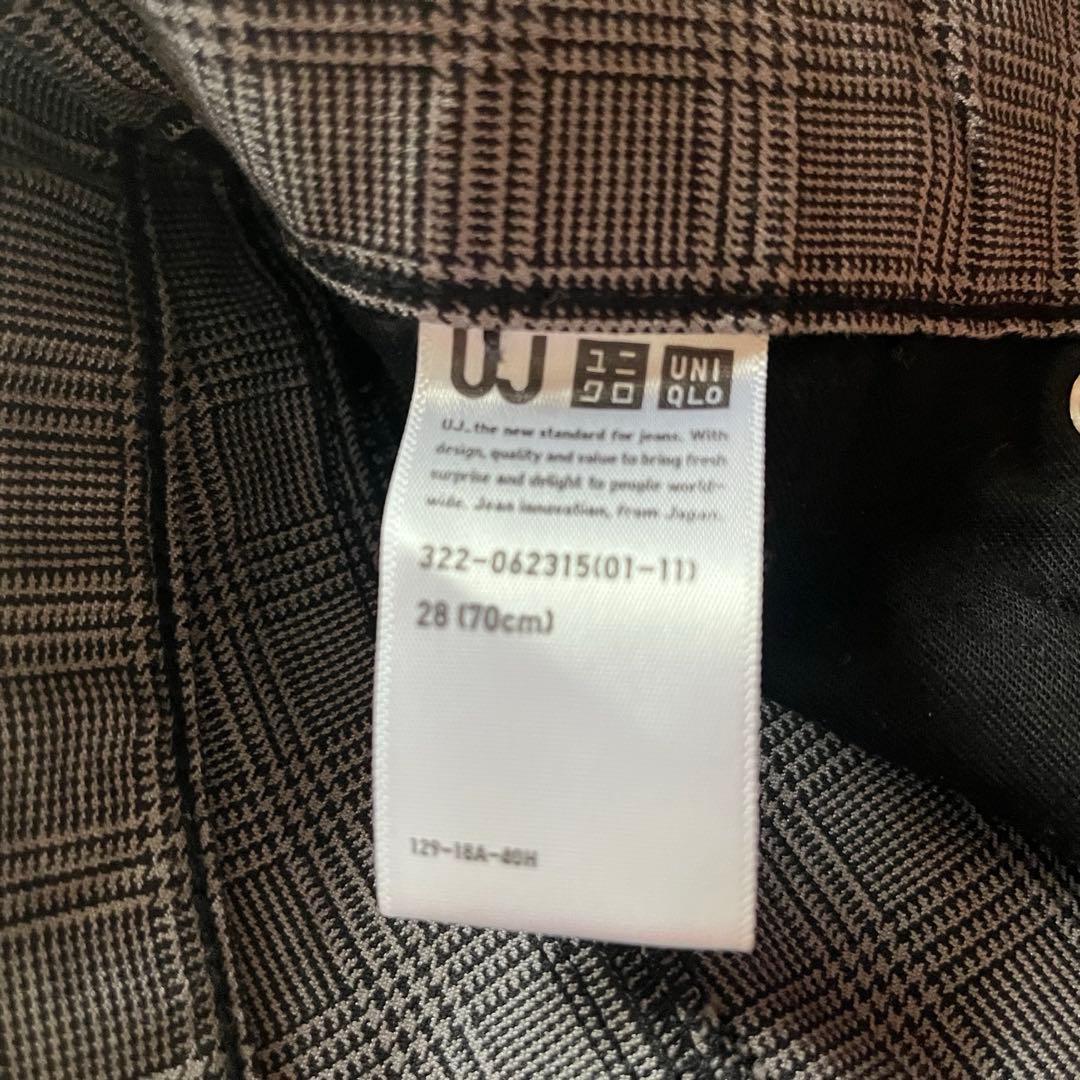 UJ ユニクロ UNIQLO
UJ, the new standard for jeans. With
design, quality and value to bring fresh
surprise and delight to people world-
wide. Jean innovation, from Japan.
322-062315(01-11)
28 (70cm)
129-18A-40H